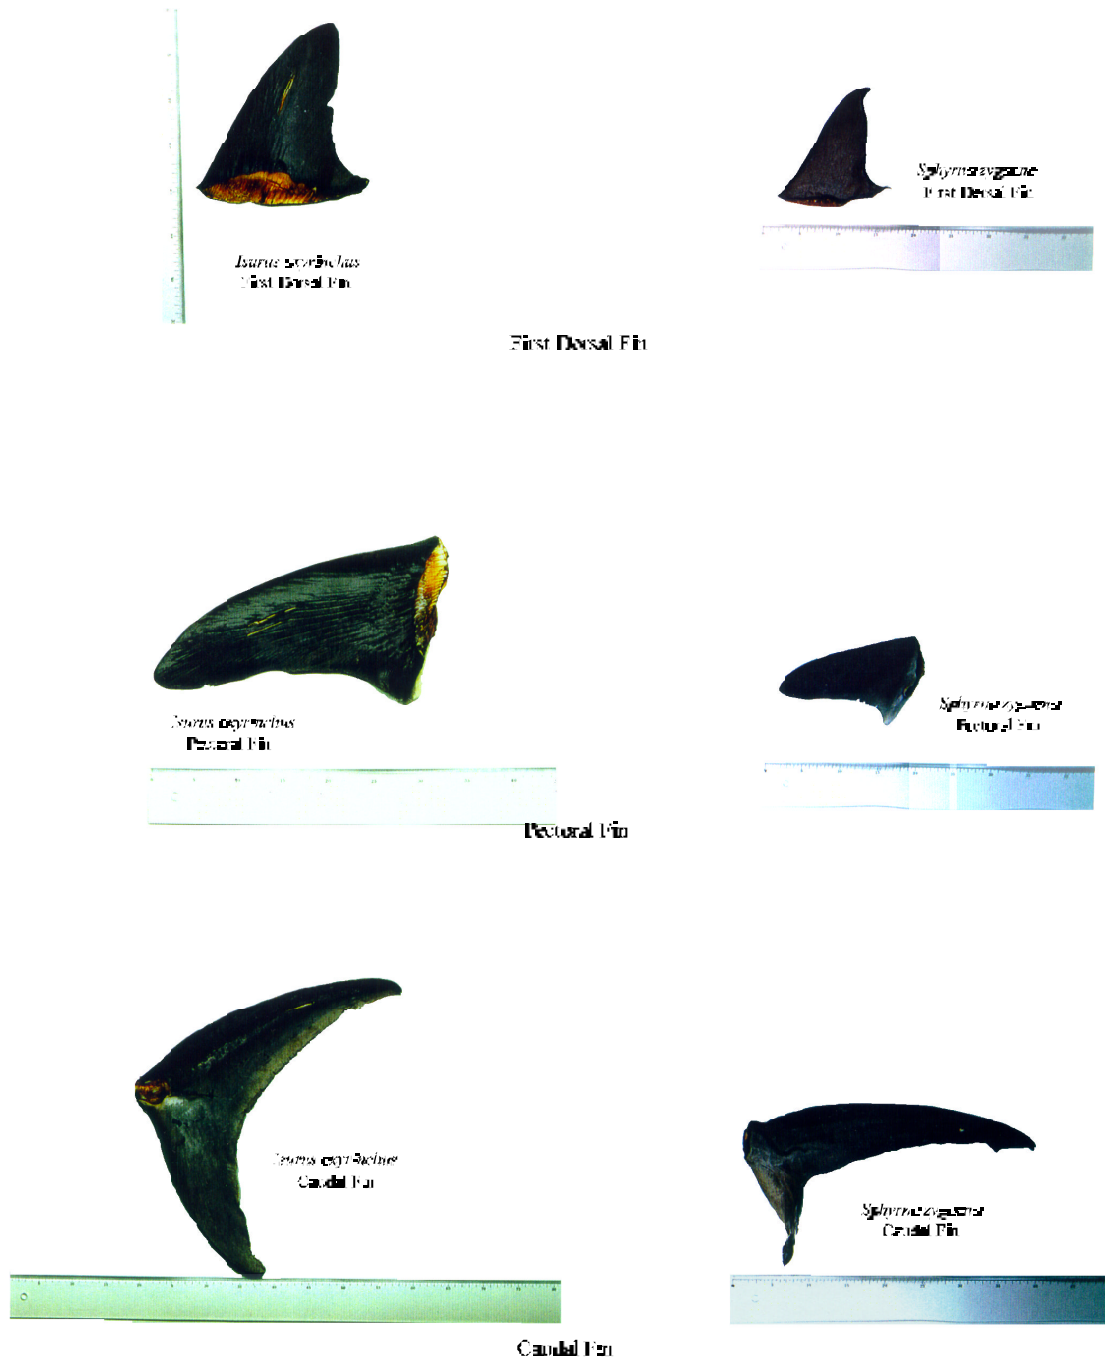 Isurus oxyrinchus
First Dorsal Fin
Sphyrna zygaena
First Dorsal Fin
First Dorsal Fin
Isurus oxyrinchus
Pectoral Fin
Sphyrna zygaena
Pectoral Fin
Pectoral Fin
Isurus oxyrinchus
Caudal Fin
Sphyrna zygaena
Caudal Fin
Caudal Fin